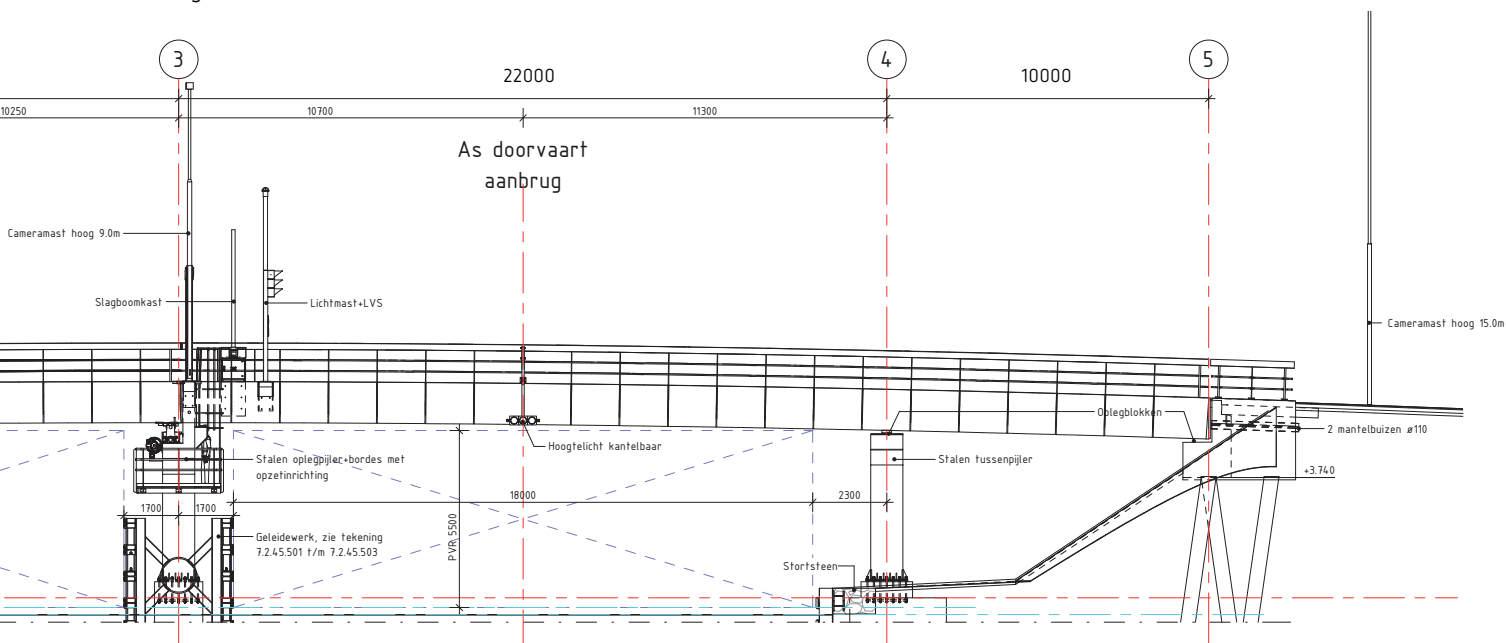 3
4
5
22000
10000
10250
10700
11300
As doorvaart
aanbrug
Cameramast hoog 9.0m
Slagboomkast
Lichtmast+LVS
Cameramast hoog 15.0m
Oplegblokken
2 mantelbuizen ø110
Hoogtelicht kantelbaar
Stalen oplegpijler+bordes met
opzetinrichting
Stalen tussenpijler
+3.740
18000
2300
1700
1700
PVR 5500
Geleidewerk, zie tekening
7.2.45.501 t/m 7.2.45.503
Stortsteen